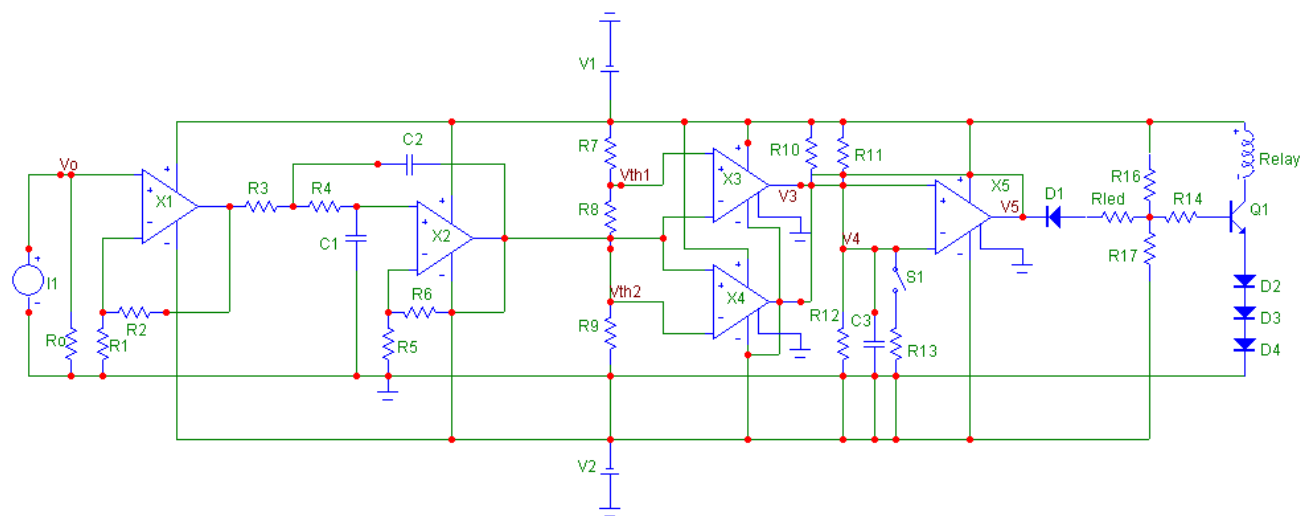 V1
C2
R7
R10
R11
Vo
X1
R3
R4
Vth1
X3
Relay
R16
R8
V3
X5
D1
Rled
R14
Q1
V5
X2
C1
V4
R17
I1
R6
S1
D2
Vth2
X4
R2
R12
C3
D3
Ro
R1
R5
R9
R13
D4
V2